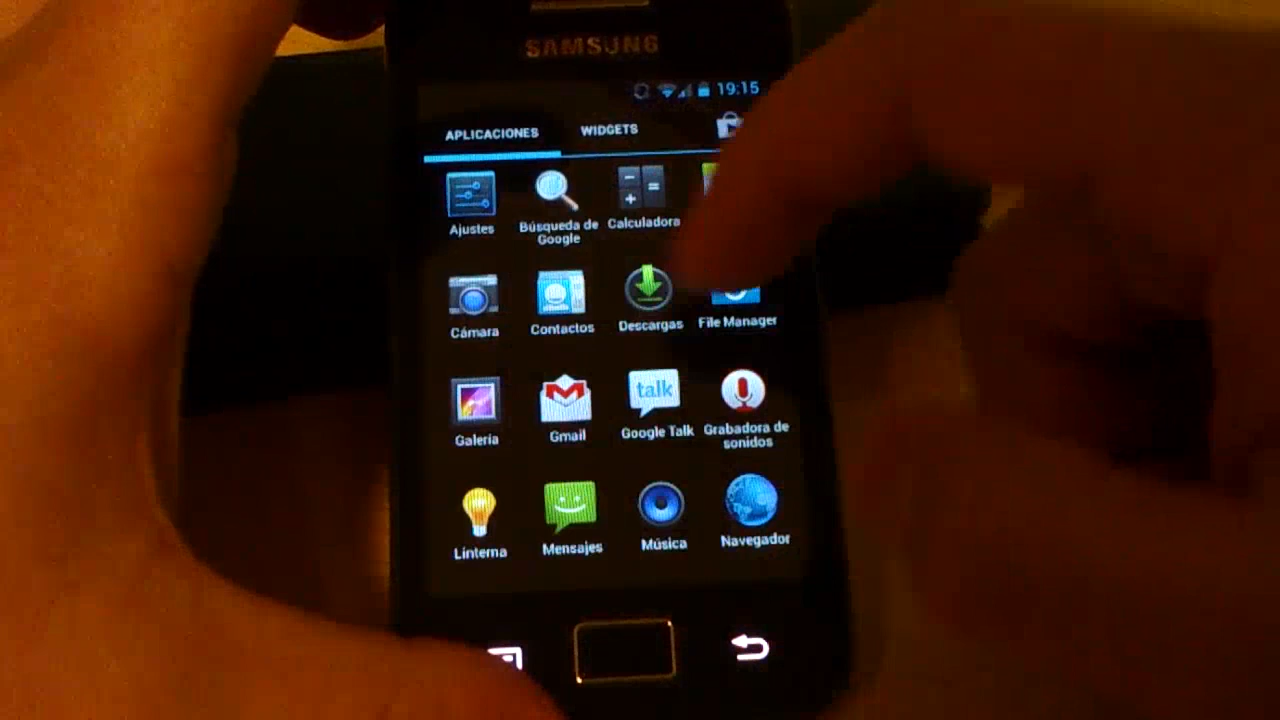 SAMSUNG
19:15
APLICACIONES WIDGETS
Ajustes
Búsqueda de
Google
Calculadora
Cámara
Contactos
Descargas
File Manager
Galería
Gmail
talk
Google Talk
Grabadora de
sonidos
Linterna
Mensajes
Música
Navegador